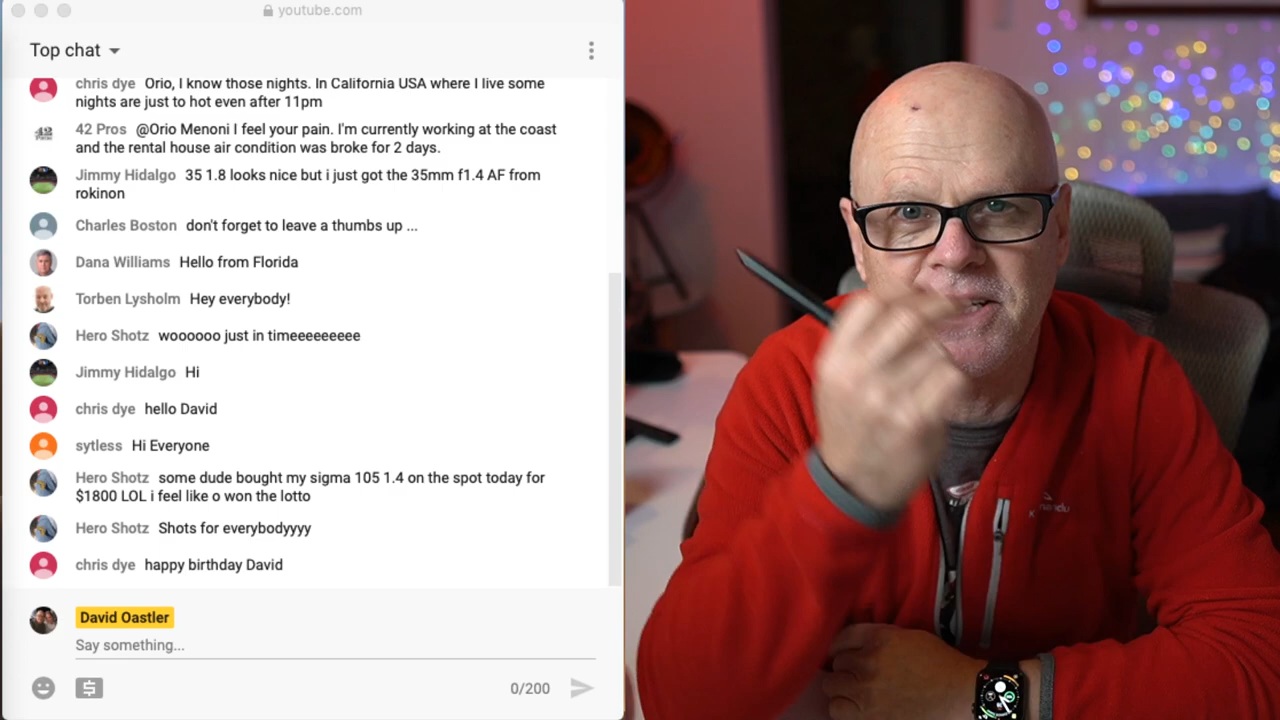 youtube.com
Top chat
chris dye Orio, I know those nights. In California USA where I live some
nights are just to hot even after 11pm
42 Pros @Orio Menoni I feel your pain. I'm currently working at the coast
and the rental house air condition was broke for 2 days.
Jimmy Hidalgo 35 1.8 looks nice but i just got the 35mm f1.4 AF from
rokinon
Charles Boston don't forget to leave a thumbs up ...
Dana Williams Hello from Florida
Torben Lysholm Hey everybody!
Hero Shotz woooooo just in timeeeeeeeee
Jimmy Hidalgo Hi
chris dye hello David
sytless Hi Everyone
Hero Shotz some dude bought my sigma 105 1.4 on the spot today for
$1800 LOL i feel like o won the lotto
Hero Shotz Shots for everybodyyyy
chris dye happy birthday David
David Oastler
Say something...
0/200